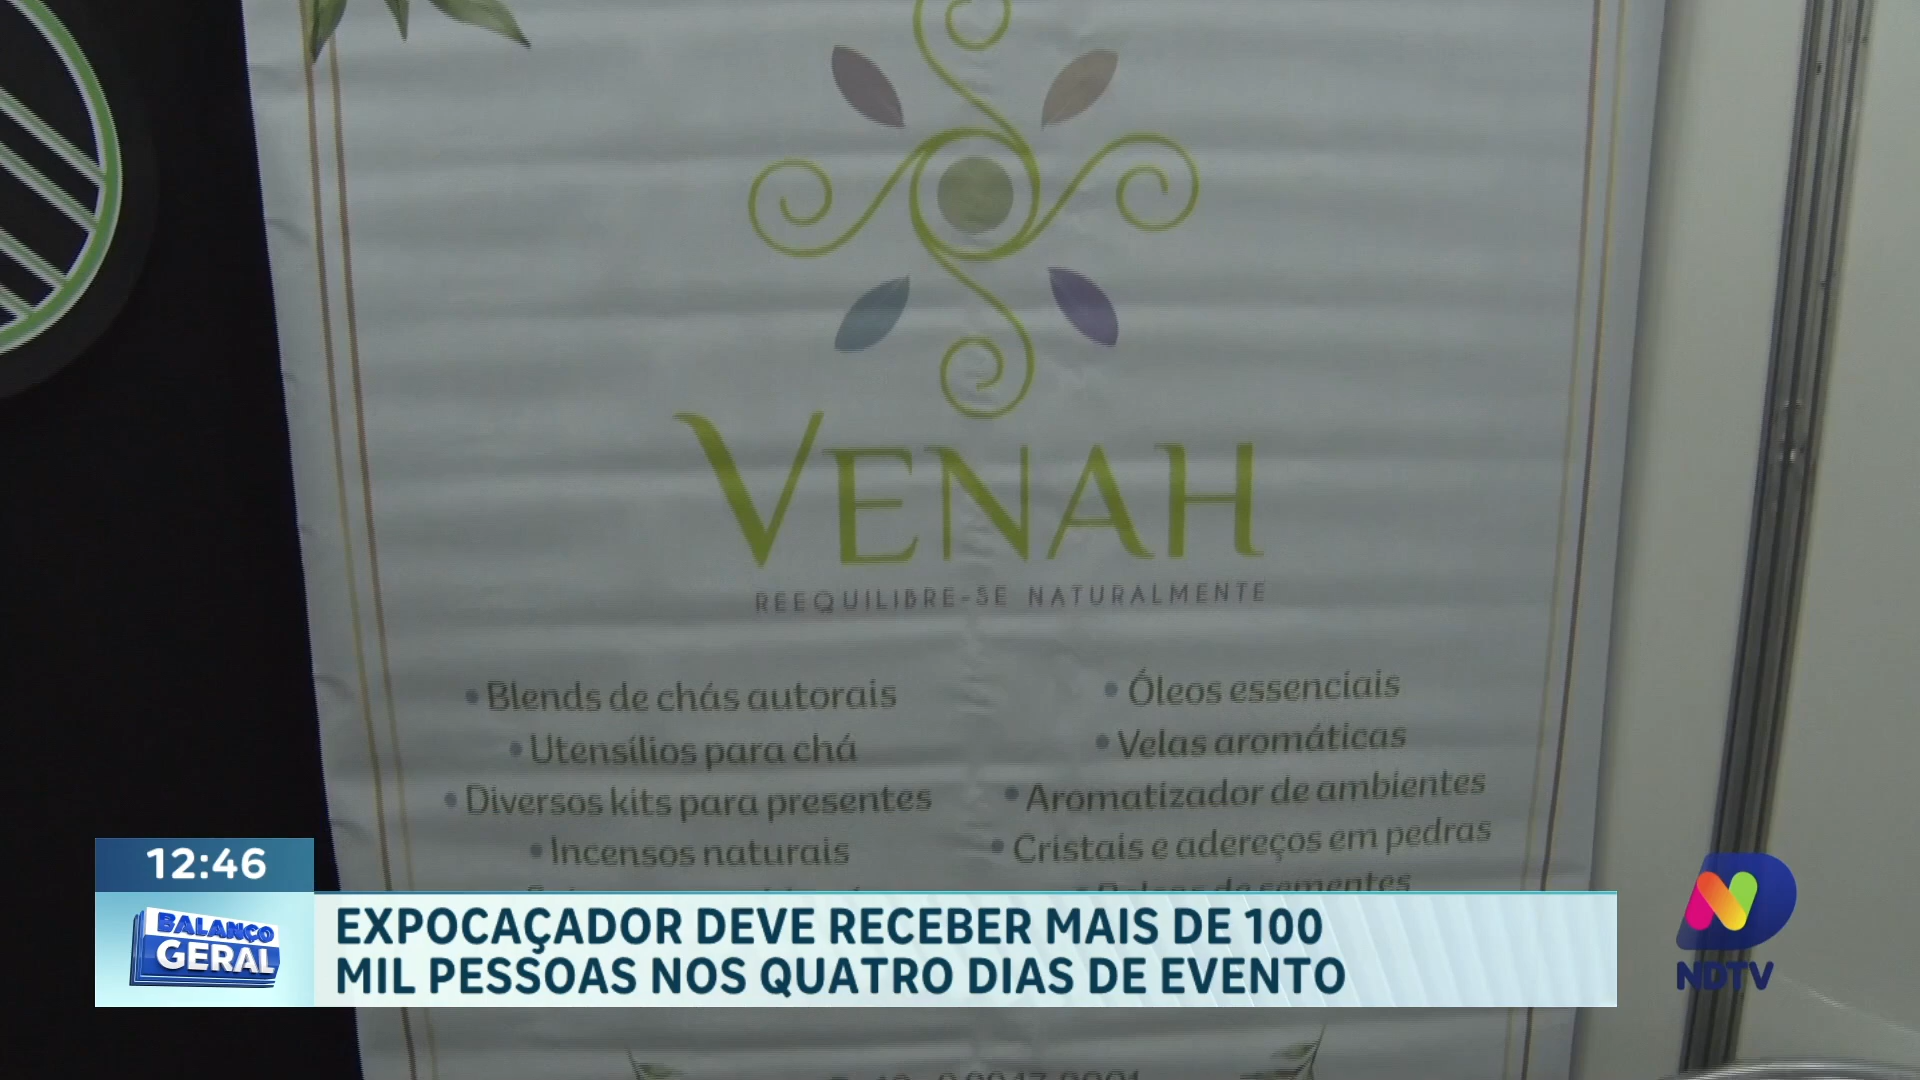 VENAH
REEQUILIBRE-SE NATURALMENTE
• Blends de chás autorais
• Utensílios para chá
• Diversos kits para presentes
• Incensos naturais
• Óleos essenciais
• Velas aromáticas
• Aromatizador de ambientes
• Cristais e adereços em pedras
de sementes
12:46
BALANÇO
GERAL
EXPOCAÇADOR DEVE RECEBER MAIS DE 100
MIL PESSOAS NOS QUATRO DIAS DE EVENTO
NDTV